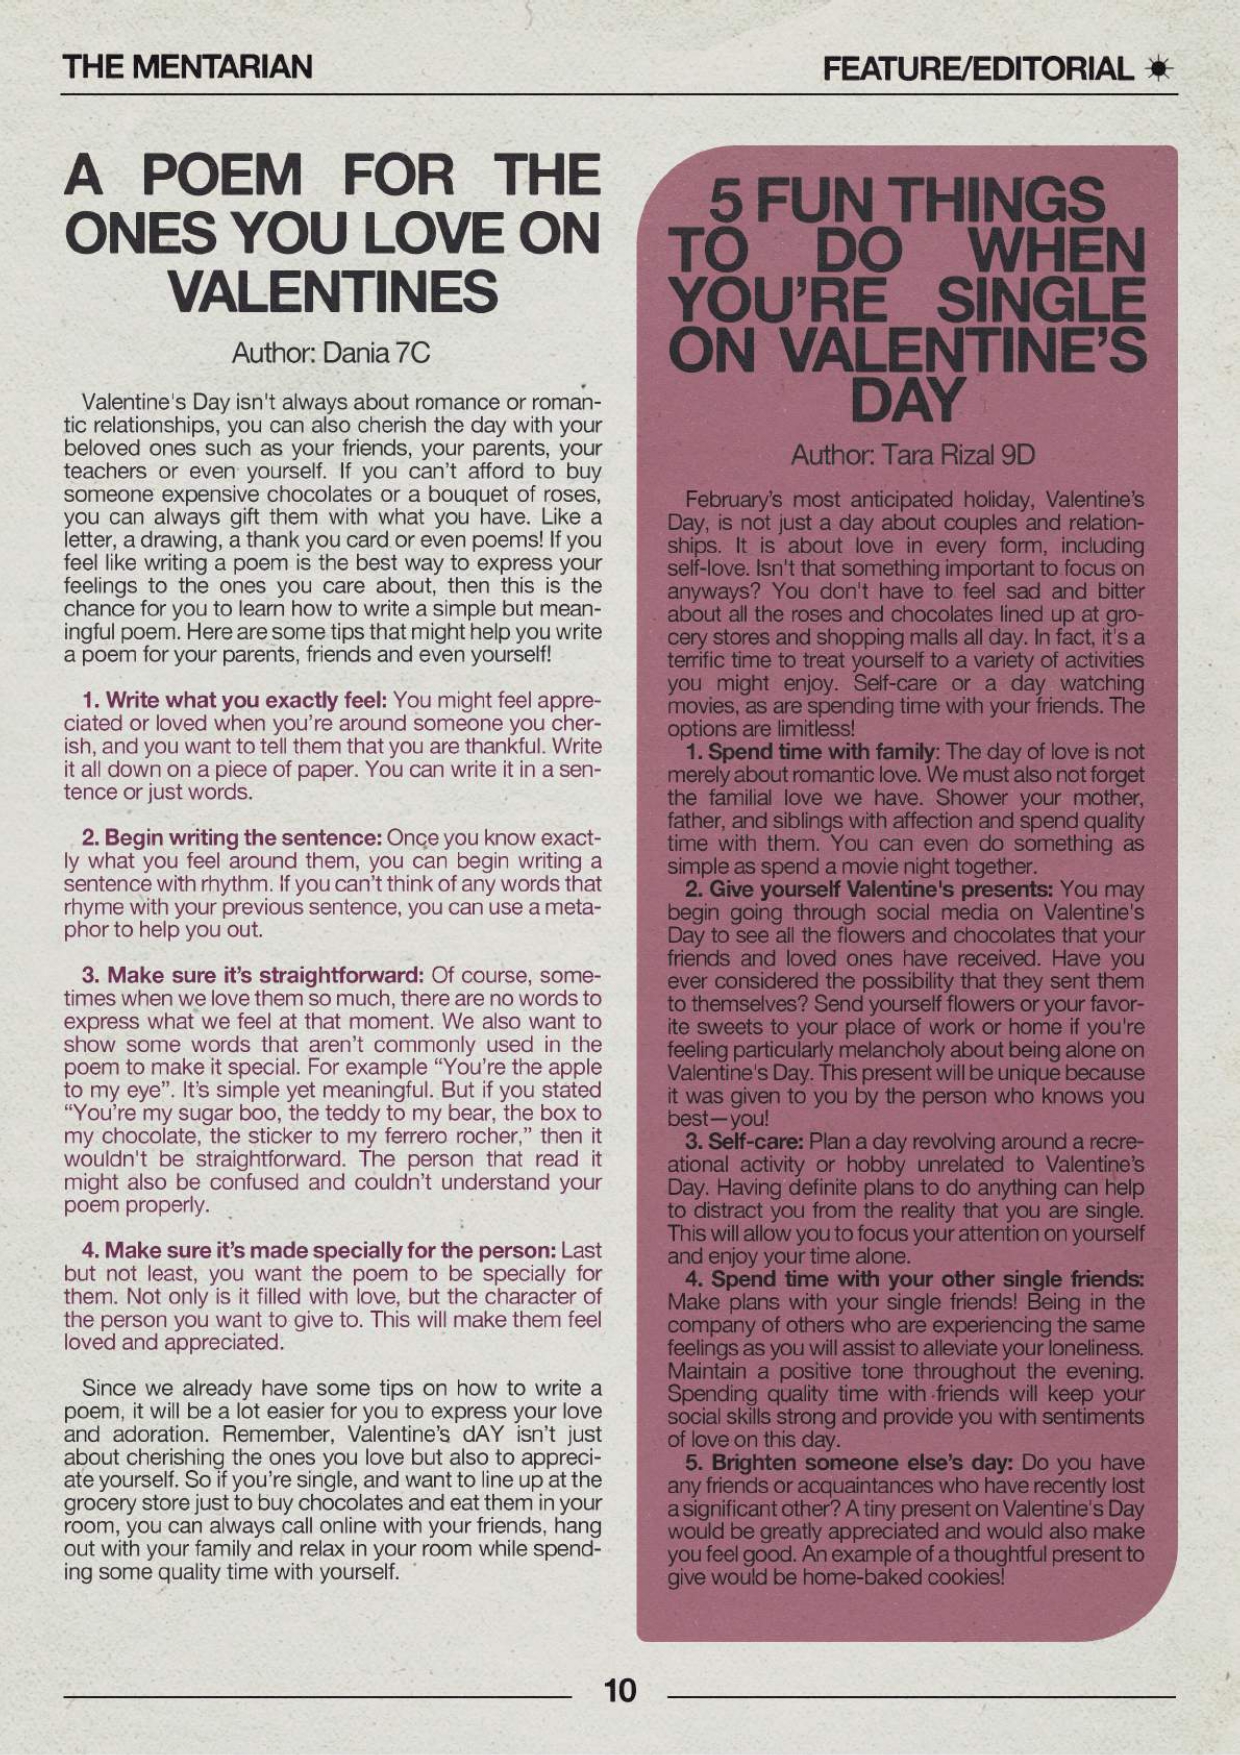 THE MENTARIAN
FEATURE/EDITORIAL
A POEM FOR THE
ONES YOU LOVE ON
VALENTINES
Author: Dania 7C
Valentine's Day isn't always about romance or roman-
tic relationships, you can also cherish the day with your
beloved ones such as your friends, your parents, your
teachers or even yourself. If you can't afford to buy
someone expensive chocolates or a bouquet of roses,
you can always gift them with what you have. Like a
letter, a drawing, a thank you card or even poems! If you
feel like writing a poem is the best way to express your
feelings to the ones you care about, then this is the
chance for you to learn how to write a simple but mean-
ingful poem. Here are some tips that might help you write
a poem for your parents, friends and even yourself!
1. Write what you exactly feel: You might feel appre-
ciated or loved when you're around someone you cher-
ish, and you want to tell them that you are thankful. Write
it all down on a piece of paper. You can write it in a sen-
tence or just words.
2. Begin writing the sentence: Once you know exact-
ly what you feel around them, you can begin writing a
sentence with rhythm. If you can't think of any words that
rhyme with your previous sentence, you can use a meta-
phor to help you out.
3. Make sure it's straightforward: Of course, some-
times when we love them so much, there are no words to
express what we feel at that moment. We also want to
show some words that aren't commonly used in the
poem to make it special. For example “You're the apple
to my eye”. It's simple yet meaningful. But if you stated
“You're my sugar boo, the teddy to my bear, the box to
my chocolate, the sticker to my ferrero rocher,” then it
wouldn't be straightforward. The person that read it
might also be confused and couldn't understand your
poem properly.
4. Make sure it's made specially for the person: Last
but not least, you want the poem to be specially for
them. Not only is it filled with love, but the character of
the person you want to give to. This will make them feel
loved and appreciated.
Since we already have some tips on how to write a
poem, it will be a lot easier for you to express your love
and adoration. Remember, Valentine's dAY isn't just
about cherishing the ones you love but also to appreci-
ate yourself. So if you're single, and want to line up at the
grocery store just to buy chocolates and eat them in your
room, you can always call online with your friends, hang
out with your family and relax in your room while spend-
ing some quality time with yourself.
5 FUN THINGS
TO DO WHEN
YOU'RE SINGLE
ON VALENTINE'S
DAY
Author: Tara Rizal 9D
February's most anticipated holiday, Valentine's
Day, is not just a day about couples and relation-
ships. It is about love in every form, including
self-love. Isn't that something important to focus on
anyways? You don't have to feel sad and bitter
about all the roses and chocolates lined up at gro-
cery stores and shopping malls all day. In fact, it's a
terrific time to treat yourself to a variety of activities
you might enjoy. Self-care or a day watching
movies, as are spending time with your friends. The
options are limitless!
1. Spend time with family: The day of love is not
merely about romantic love. We must also not forget
the familial love we have. Shower your mother,
father, and siblings with affection and spend quality
time with them. You can even do something as
simple as spend a movie night together.
2. Give yourself Valentine's presents: You may
begin going through social media on Valentine's
Day to see all the flowers and chocolates that your
friends and loved ones have received. Have you
ever considered the possibility that they sent them
to themselves? Send yourself flowers or your favor-
ite sweets to your place of work or home if you're
feeling particularly melancholy about being alone on
Valentine's Day. This present will be unique because
it was given to you by the person who knows you
best—you!
3. Self-care: Plan a day revolving around a recre-
ational activity or hobby unrelated to Valentine's
Day. Having definite plans to do anything can help
to distract you from the reality that you are single.
This will allow you to focus your attention on yourself
and enjoy your time alone.
4. Spend time with your other single friends:
Make plans with your single friends! Being in the
company of others who are experiencing the same
feelings as you will assist to alleviate your loneliness.
Maintain a positive tone throughout the evening.
Spending quality time with friends will keep your
social skills strong and provide you with sentiments
of love on this day.
5. Brighten someone else's day: Do you have
any friends or acquaintances who have recently lost
a significant other? A tiny present on Valentine's Day
would be greatly appreciated and would also make
you feel good. An example of a thoughtful present to
give would be home-baked cookies!
10